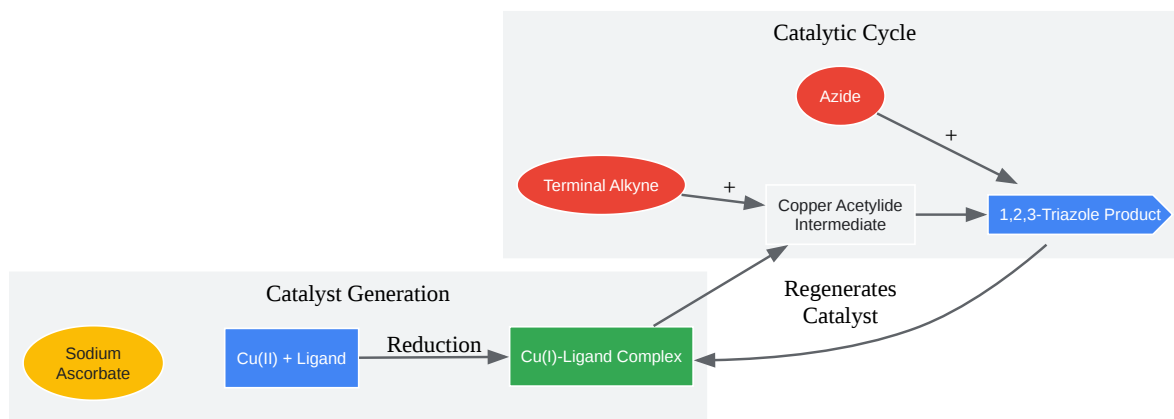 Catalytic Cycle
Azide
+
Terminal Alkyne
+
Copper Acetylide
Intermediate
1,2,3-Triazole Product
Catalyst Generation
Regenerates
Catalyst
Sodium
Ascorbate
Cu(II) + Ligand
Reduction
Cu(I)-Ligand Complex